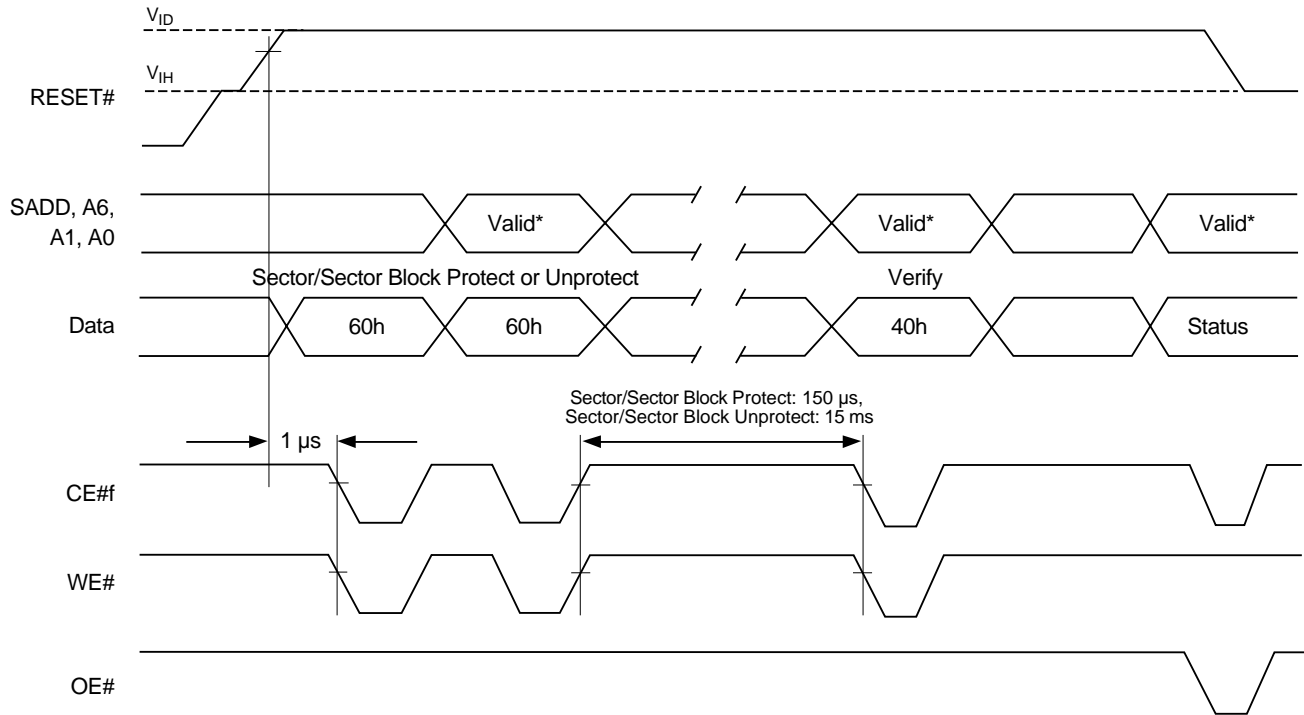 VID
VIH
RESET#
SADD, A6,
A1, A0
Valid*
Valid*
Valid*
Sector/Sector Block Protect or Unprotect
Verify
Data
60h
60h
40h
Status
Sector/Sector Block Protect: 150 µs,
Sector/Sector Block Unprotect: 15 ms
1 µs
CE#f
WE#
OE#